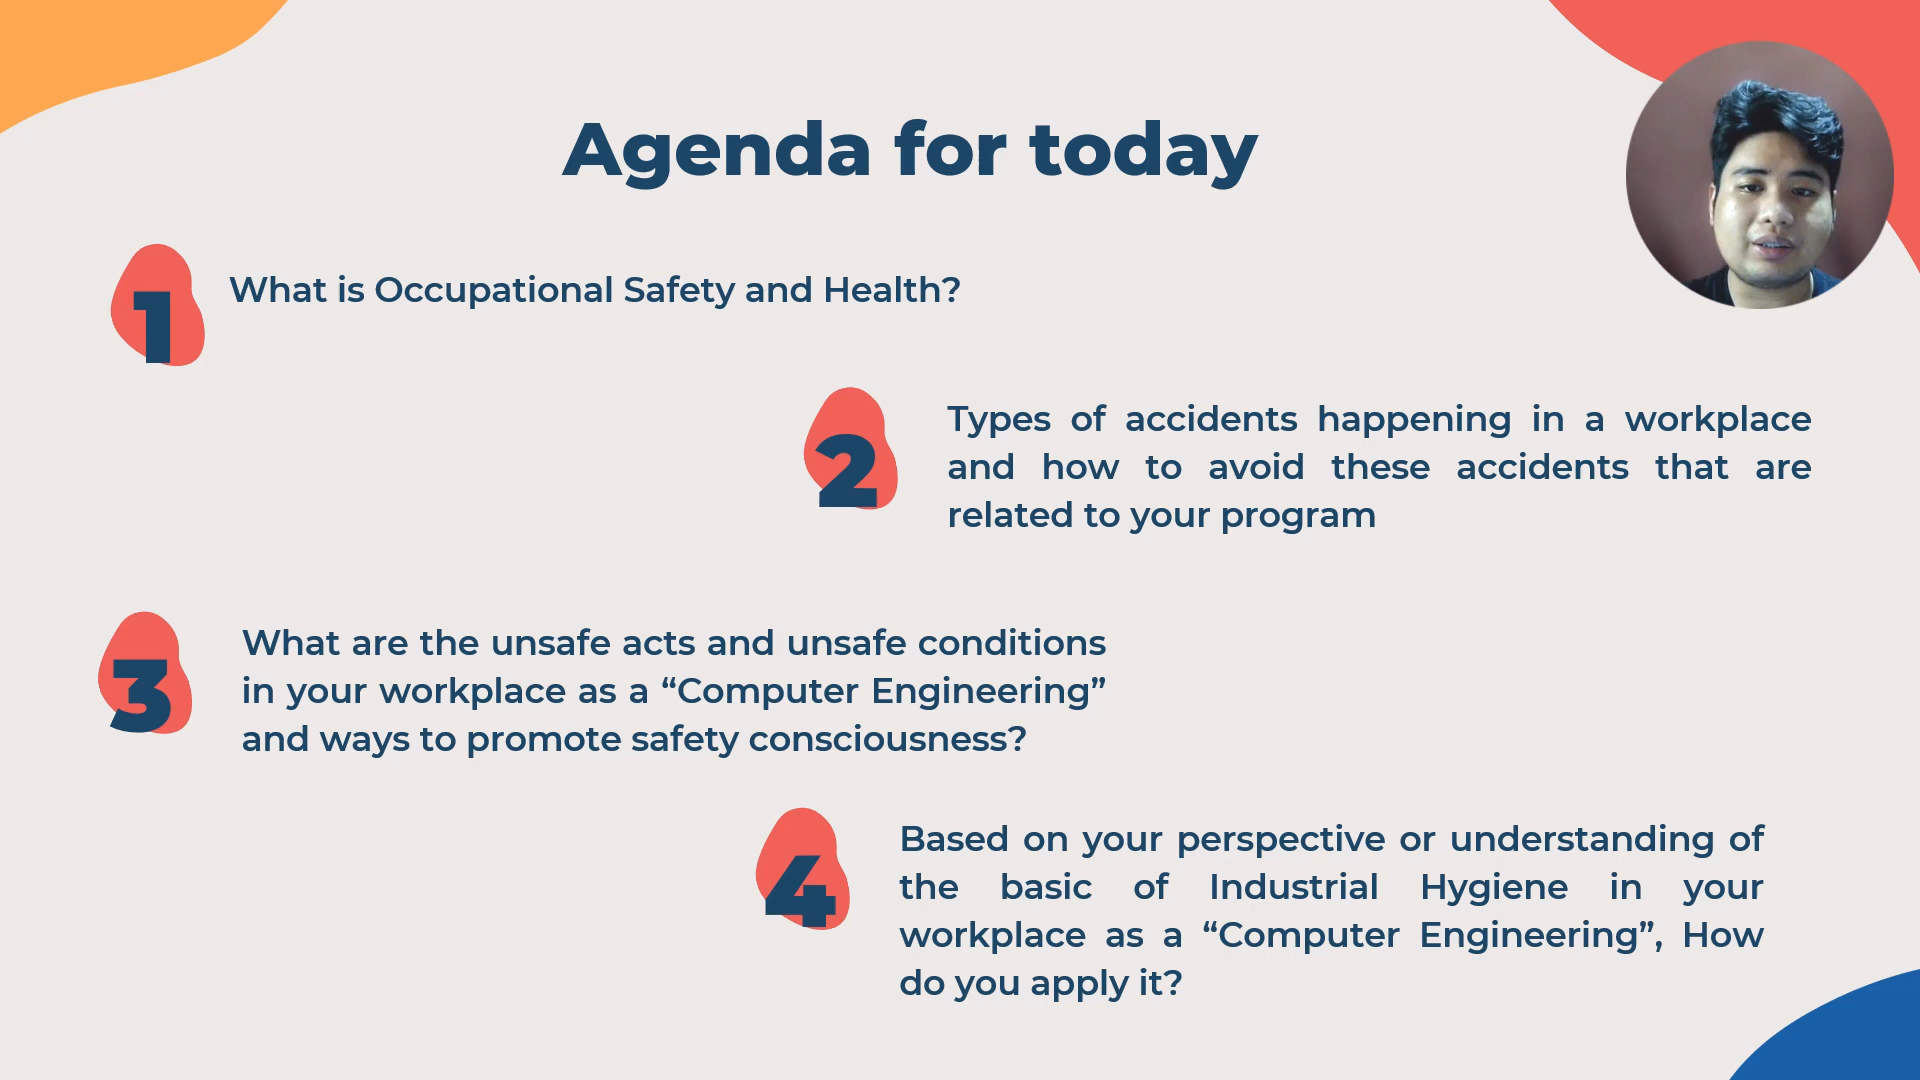 Agenda for today
1
What is Occupational Safety and Health?
2
Types of accidents happening in a workplace
and how to avoid these accidents that are
related to your program
3
What are the unsafe acts and unsafe conditions
in your workplace as a “Computer Engineering”
and ways to promote safety consciousness?
4
Based on your perspective or understanding of
the basic of Industrial Hygiene in your
workplace as a “Computer Engineering”, How
do you apply it?